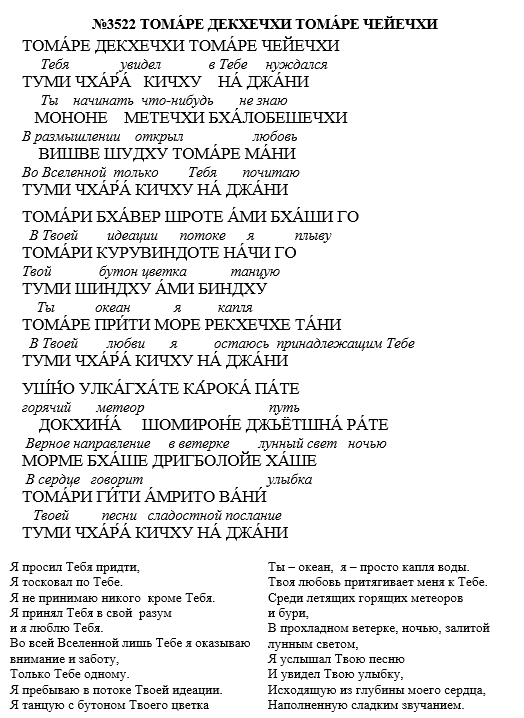 №3522 ТОМА́РЕ ДЕКХЕЧХИ ТОМА́РЕ ЧЕЙЕЧХИ
ТОМА́РЕ ДЕКХЕЧХИ ТОМА́РЕ ЧЕЙЕЧХИ
Тебя увидел в Тебе нуждался
ТУМИ ЧХА́Р̇А́ КИЧХУ НА́ ДЖА́НИ
Ты начинать что-нибудь не знаю
МОНОНЕ МЕТЕЧХИ БХА́ЛОБЕШЕЧХИ
В размышлении открыл любовь
ВИШВЕ ШУДХУ ТОМА́РЕ МА́НИ
Во Вселенной только Тебя почитаю
ТУМИ ЧХА́Р̇А́ КИЧХУ НА́ ДЖА́НИ
ТОМА́РИ БХА́ВЕР ШРОТЕ А́МИ БХА́ШИ ГО
В Твоей идеации потоке я плыву
ТОМА́РИ КУРУВИНДОТЕ НА́ЧИ ГО
Твой бутон цветка танцую
ТУМИ ШИНДХУ А́МИ БИНДХУ
Ты океан я капля
ТОМА́РЕ ПРИ́ТИ МОРЕ РЕКХЕЧХЕ ТА́НИ
В Твоей любви я остаюсь принадлежащим Тебе
ТУМИ ЧХА́Р̇А́ КИЧХУ НА́ ДЖА́НИ
УШ̇Н̇О УЛКА́ГХА́ТЕ КА́РОКА́ ПА́ТЕ
горячий метеор путь
ДОКХИН̇А́ ШОМИРОН̇Е ДЖЬЁТШНА́ РА́ТЕ
Верное направление в ветерке лунный свет ночью
МОРМЕ БХА́ШЕ ДРИГБОЛОЙЕ ХА́ШЕ
В сердце говорит улыбка
ТОМА́РИ ГИ́ТИ А́МРИТО ВА́Н̇И́
Твоей песни сладостной послание
ТУМИ ЧХА́Р̇А́ КИЧХУ НА́ ДЖА́НИ
Я просил Тебя придти,
Я тосковал по Тебе.
Я не принимаю никого кроме Тебя.
Я принял Тебя в свой разум
и я люблю Тебя.
Во всей Вселенной лишь Тебе я оказываю
внимание и заботу,
Только Тебе одному.
Я пребываю в потоке Твоей идеации.
Я танцую с бутоном Твоего цветка
Ты – океан, я – просто капля воды.
Твоя любовь притягивает меня к Тебе.
Среди летящих горящих метеоров
и бури,
В прохладном ветерке, ночью, залитой
лунным светом,
Я услышал Твою песню
И увидел Твою улыбку,
Исходящую из глубины моего сердца,
Наполненную сладким звучанием.